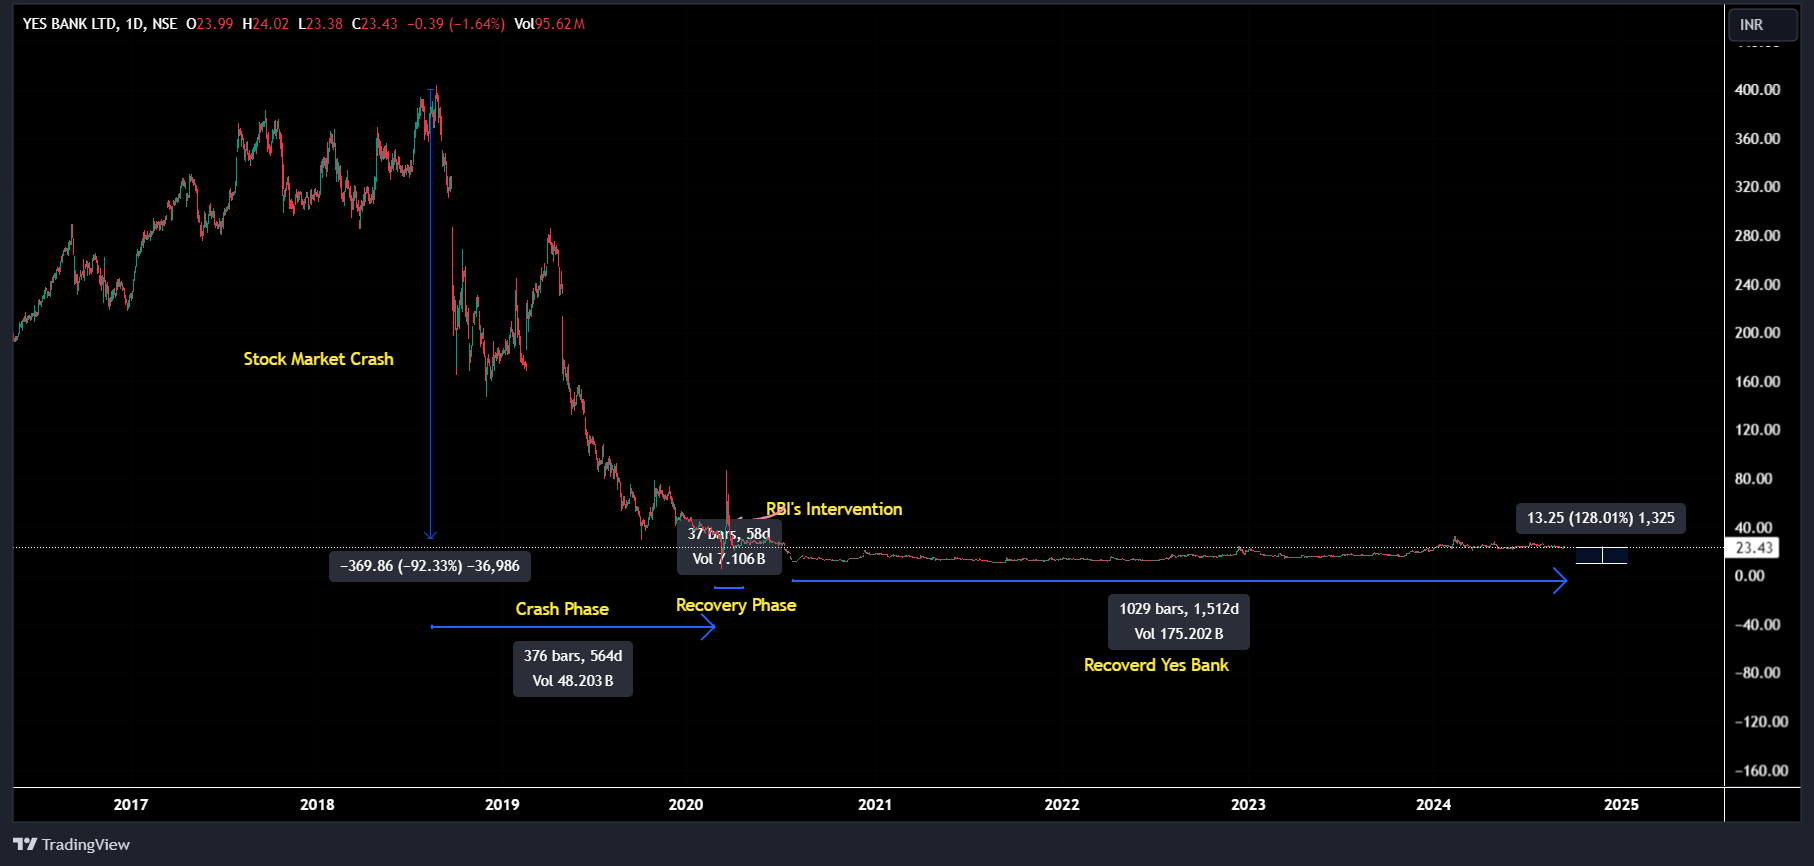 YES BANK LTD, 1D, NSE O23.99 H24.02 L23.38 C23.43 −0.39 (−1.64%) Vol95.62 M
INR
400.00
360.00
320.00
280.00
240.00
200.00
Stock Market Crash
160.00
120.00
80.00
RBI's Intervention
13.25 (128.01%) 1,325
40.00
37 bars, 58d
Vol 7.106 B
23.43
−369.86 (−92.33%) −36,986
0.00
Crash Phase
Recovery Phase
1029 bars, 1,512d
Vol 175.202 B
−40.00
376 bars, 564d
Vol 48.203 B
Recoverd Yes Bank
−80.00
−120.00
−160.00
2017 2018 2019 2020 2021 2022 2023 2024 2025
TradingView